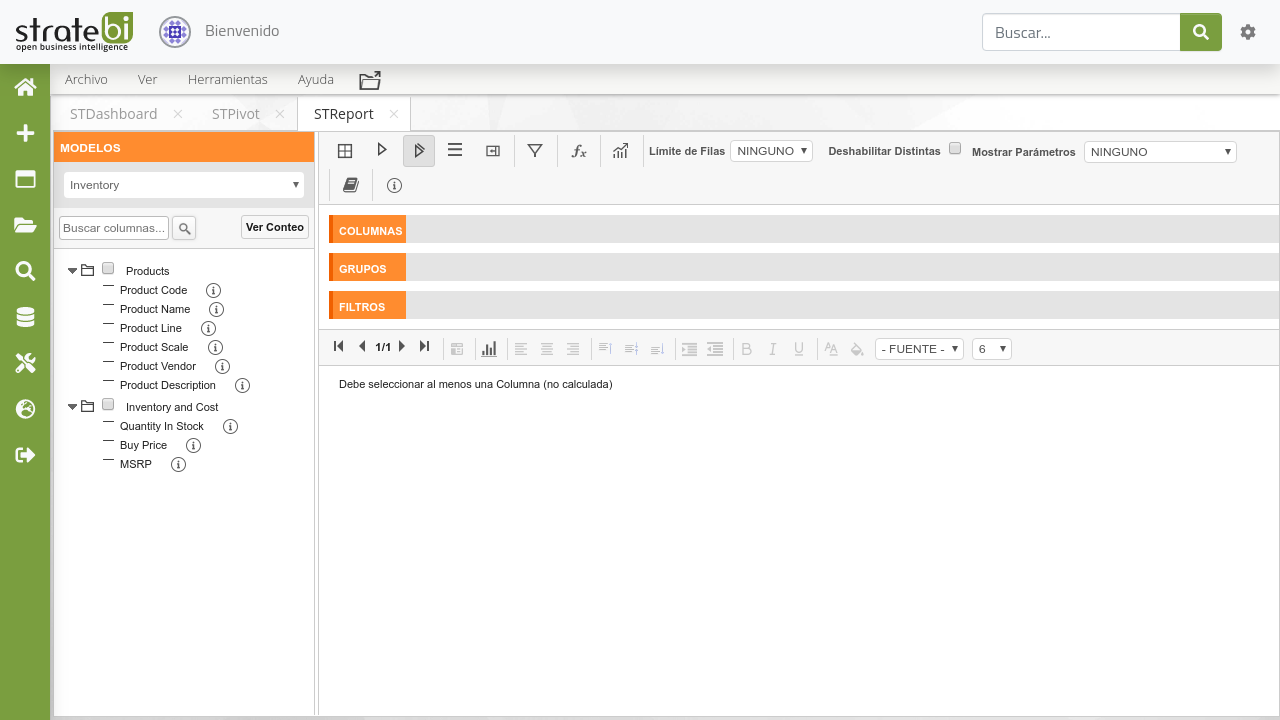 stratebi
open business intelligence
Bienvenido
Buscar...
Archivo Ver Herramientas Ayuda
STDashboard × STPivot × STReport ×
MODELOS
Inventory
Buscar columnas... Ver Conteo
Products
Product Code
Product Name
Product Line
Product Scale
Product Vendor
Product Description
Inventory and Cost
Quantity In Stock
Buy Price
MSRP
Límite de Filas NINGUNO Deshabilitar Distintas Mostrar Parámetros NINGUNO
COLUMNAS
GRUPOS
FILTROS
1/1 B I U - FUENTE - 6
Debe seleccionar al menos una Columna (no calculada)